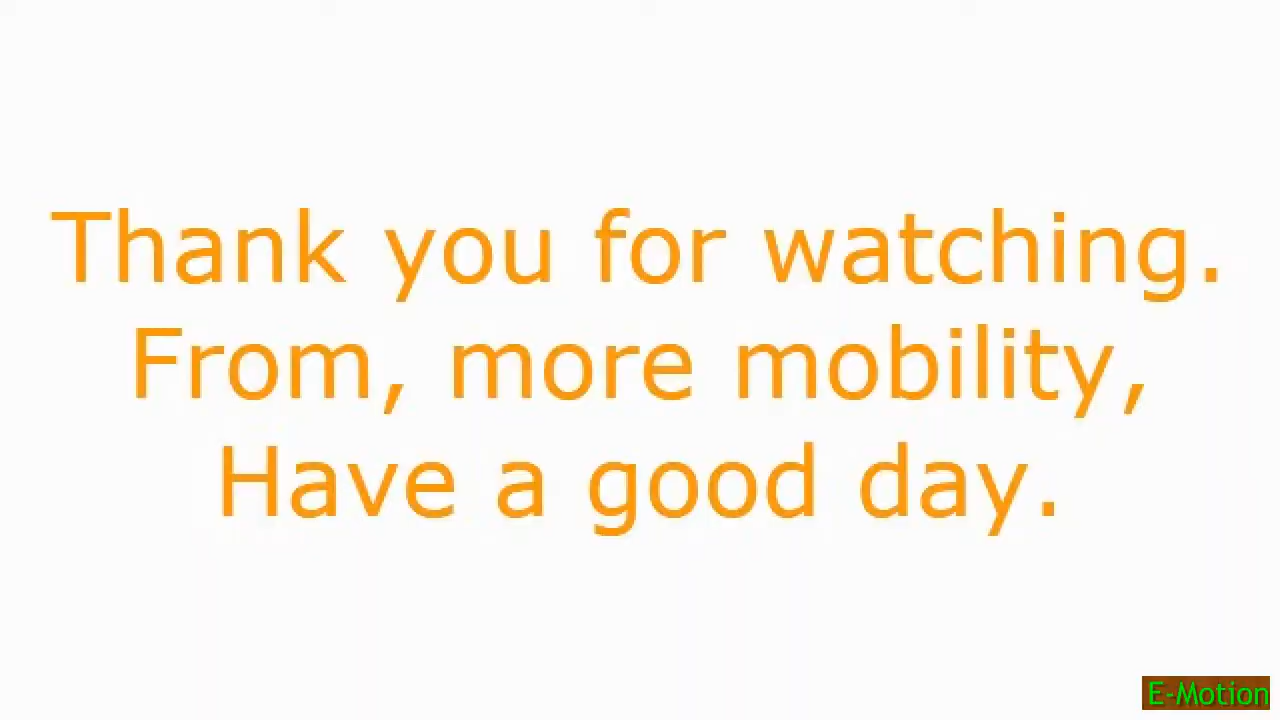 Thank you for watching.
From, more mobility,
Have a good day.
E-Motion